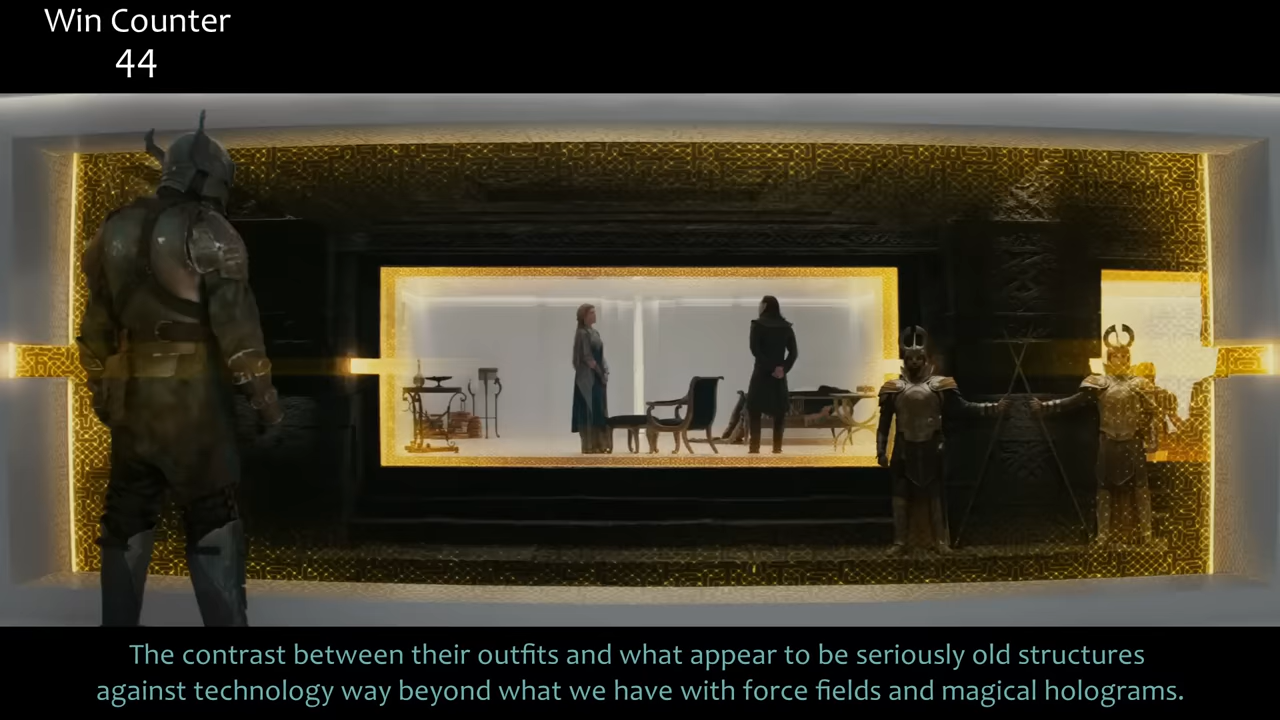 Win Counter
44
The contrast between their outfits and what appear to be seriously old structures
against technology way beyond what we have with force fields and magical holograms.